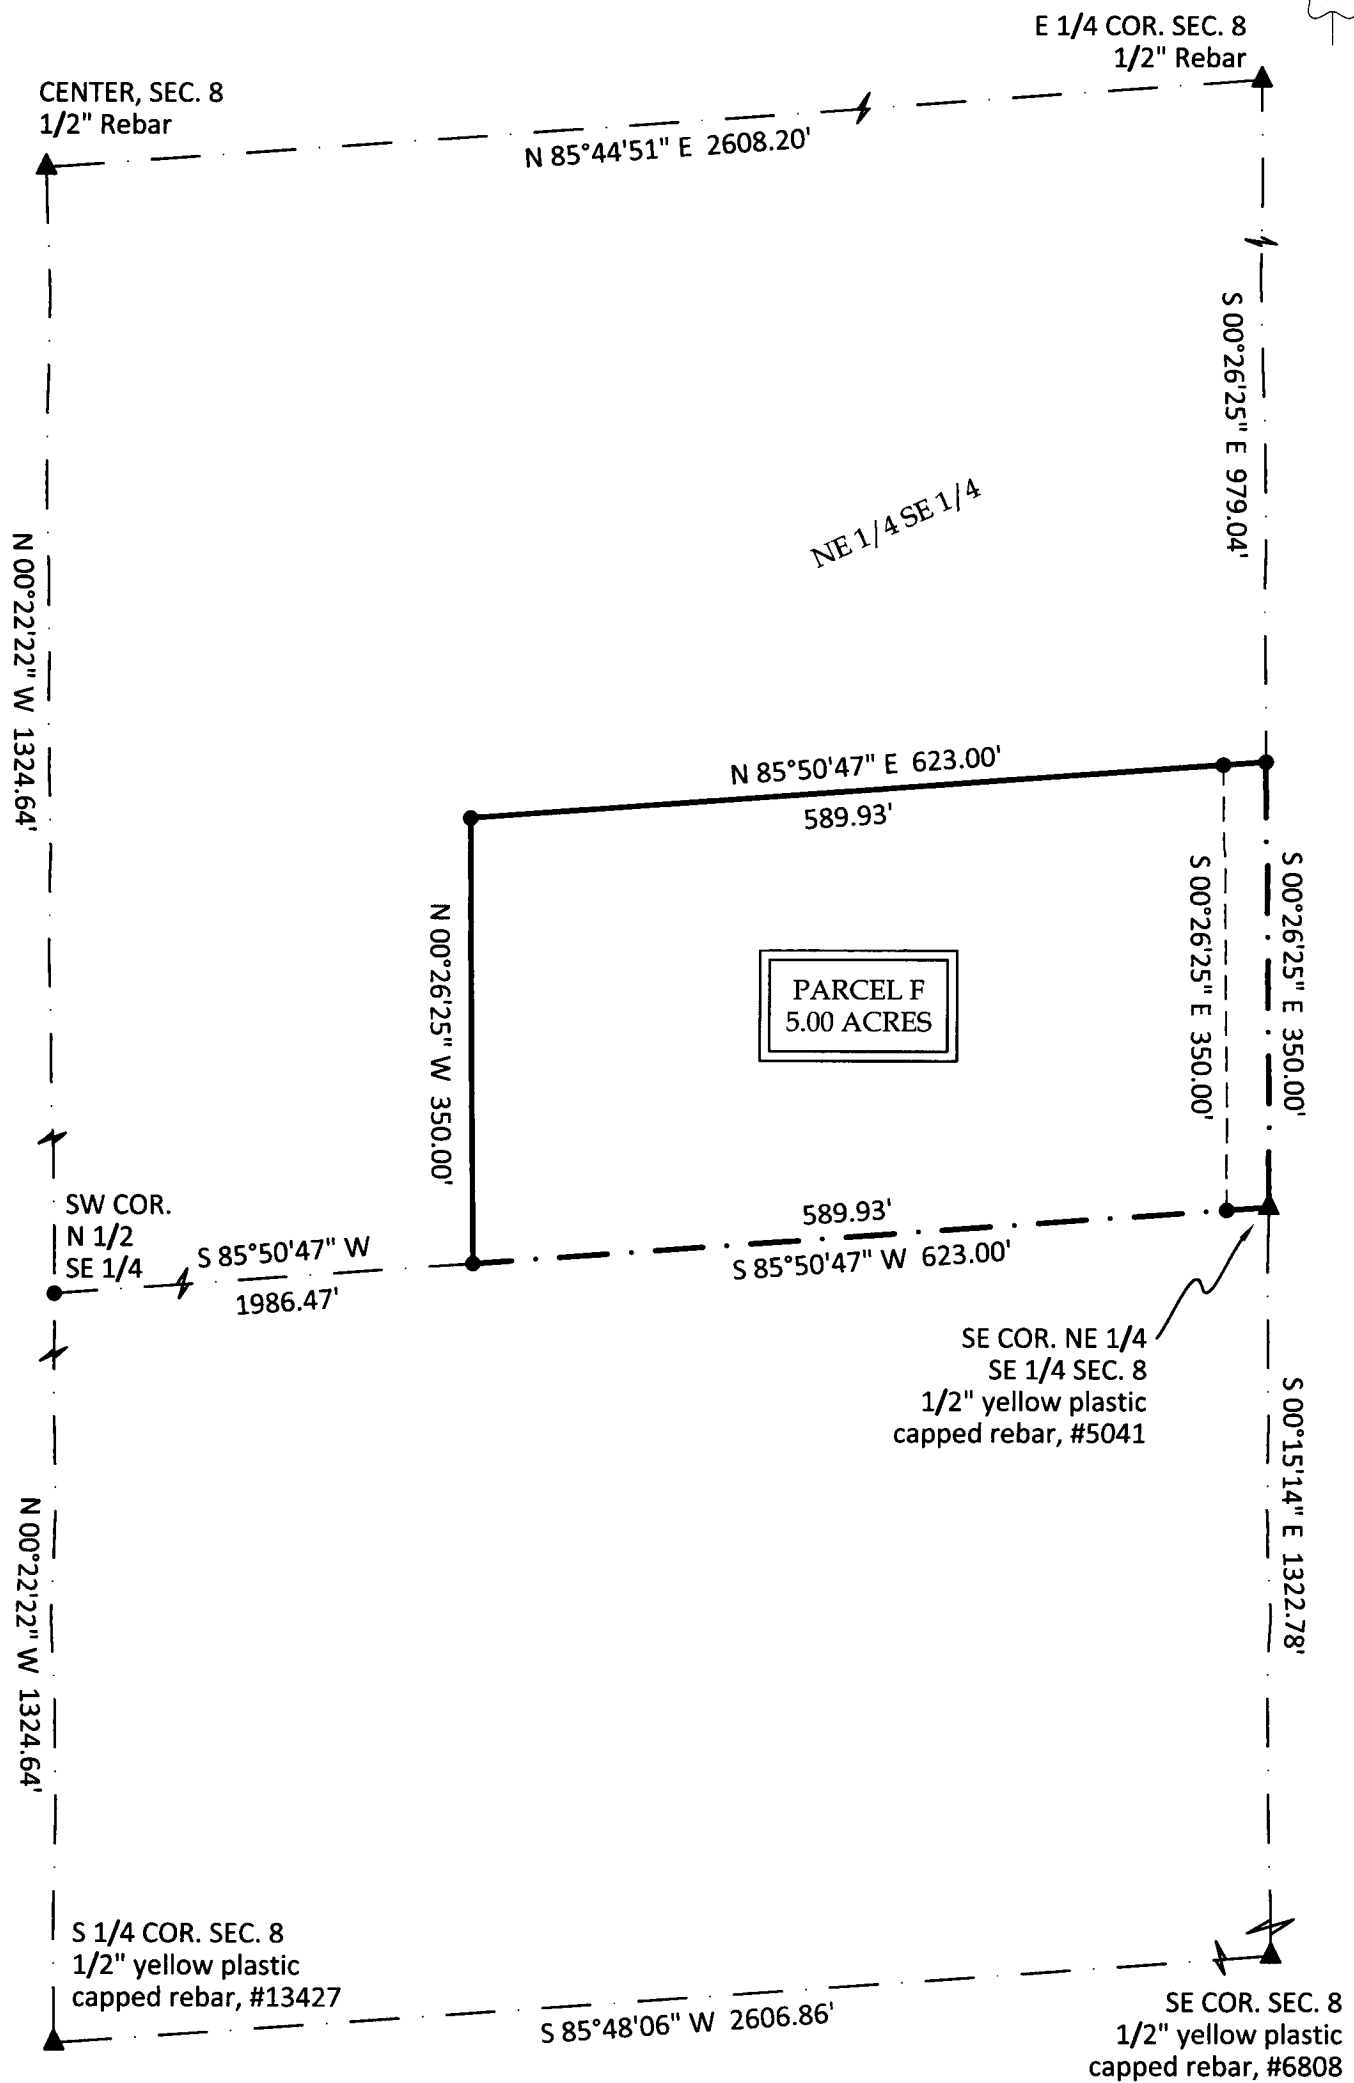 E 1/4 COR. SEC. 8
1/2" Rebar
CENTER, SEC. 8
1/2" Rebar
N 85°44'51" E 2608.20'
S 00°26'25" E 979.04'
NE 1/4 SE 1/4
N 00°22'22" W 1324.64'
N 85°50'47" E 623.00'
589.93'
N 00°26'25" W 350.00'
PARCEL F
5.00 ACRES
S 00°26'25" E 350.00'
S 00°26'25" E 350.00'
SW COR.
N 1/2
SE 1/4
S 85°50'47" W
1986.47'
589.93'
S 85°50'47" W 623.00'
SE COR. NE 1/4
SE 1/4 SEC. 8
1/2" yellow plastic
capped rebar, #5041
S 00°15'14" E 1322.78'
N 00°22'22" W 1324.64'
S 1/4 COR. SEC. 8
1/2" yellow plastic
capped rebar, #13427
S 85°48'06" W 2606.86'
SE COR. SEC. 8
1/2" yellow plastic
capped rebar, #6808